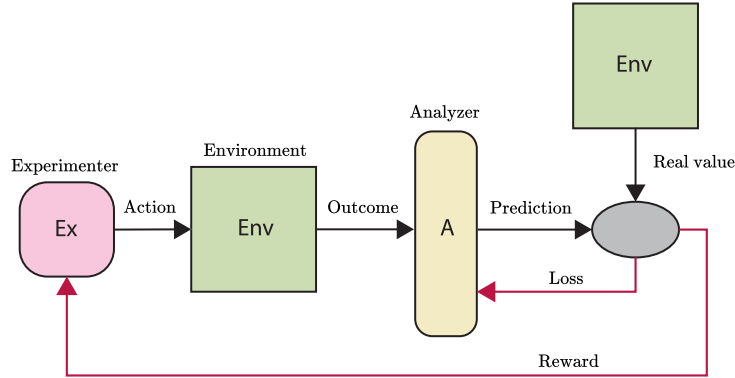 Env
Analyzer
Environment
Real value
Experimenter
Action
Outcome
Prediction
Ex
Env
A
Loss
Reward